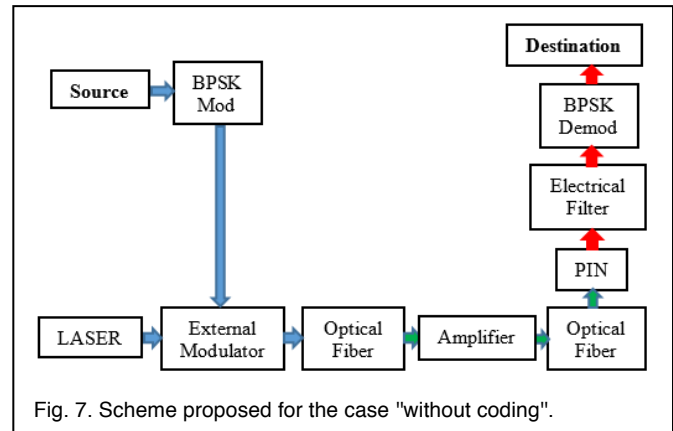 Destination
Source
BPSK
Mod
BPSK
Demod
Electrical
Filter
PIN
LASER
External
Modulator
Optical
Fiber
Amplifier
Optical
Fiber
Fig. 7. Scheme proposed for the case "without coding".